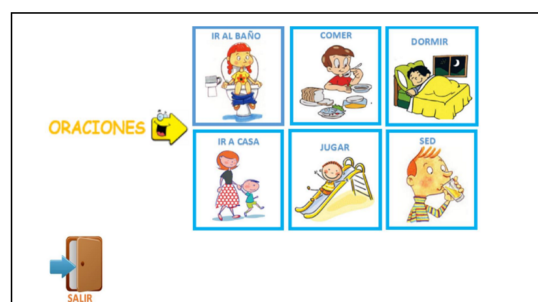 IR AL BAÑO
COMER
DORMIR
ORACIONES
IR A CASA
JUGAR
SED
SALIR